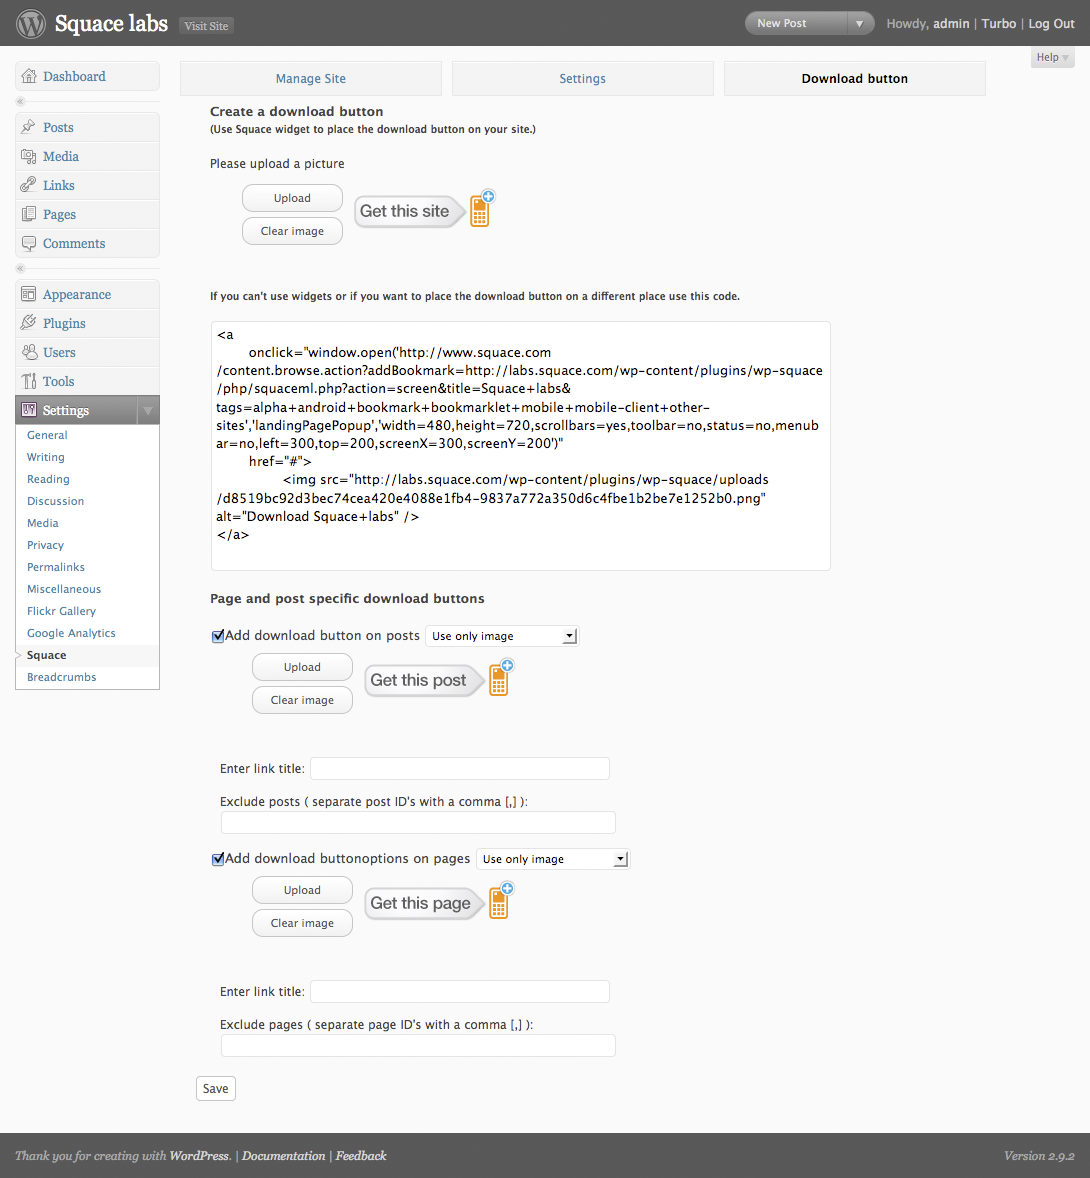 Squace labs Visit Site New Post Howdy, admin | Turbo | Log Out
Help
Dashboard
Posts
Media
Links
Pages
Comments
Appearance
Plugins
Users
Tools
Settings
General
Writing
Reading
Discussion
Media
Privacy
Permalinks
Miscellaneous
Flickr Gallery
Google Analytics
Squace
Breadcrumbs
Manage Site Settings Download button
Create a download button
(Use Squace widget to place the download button on your site.)
Please upload a picture
Upload
Clear image
Get this site
If you can't use widgets or if you want to place the download button on a different place use this code.
<a
onclick="window.open('http://www.squace.com
/content.browse.action?addBookmark=http://labs.squace.com/wp-content/plugins/wp-squace
/php/squaceml.php?action=screen&title=Squace+labs&
tags=alpha+android+bookmark+bookmarklet+mobile+mobile-client+other-
sites','landingPagePopup','width=480,height=720,scrollbars=yes,toolbar=no,status=no,menub
ar=no,left=300,top=200,screenX=300,screenY=200')"
href="#">
<img src="http://labs.squace.com/wp-content/plugins/wp-squace/uploads
/d8519bc92d3bec74cea420e4088e1fb4-9837a772a350d6c4fbe1b2be7e1252b0.png"
alt="Download Squace+labs" />
</a>
Page and post specific download buttons
Add download button on posts Use only image
Upload
Clear image
Get this post
Enter link title:
Exclude posts ( separate post ID's with a comma [,] ):
Add download buttonoptions on pages Use only image
Upload
Clear image
Get this page
Enter link title:
Exclude pages ( separate page ID's with a comma [,] ):
Save
Thank you for creating with WordPress. | Documentation | Feedback Version 2.9.2